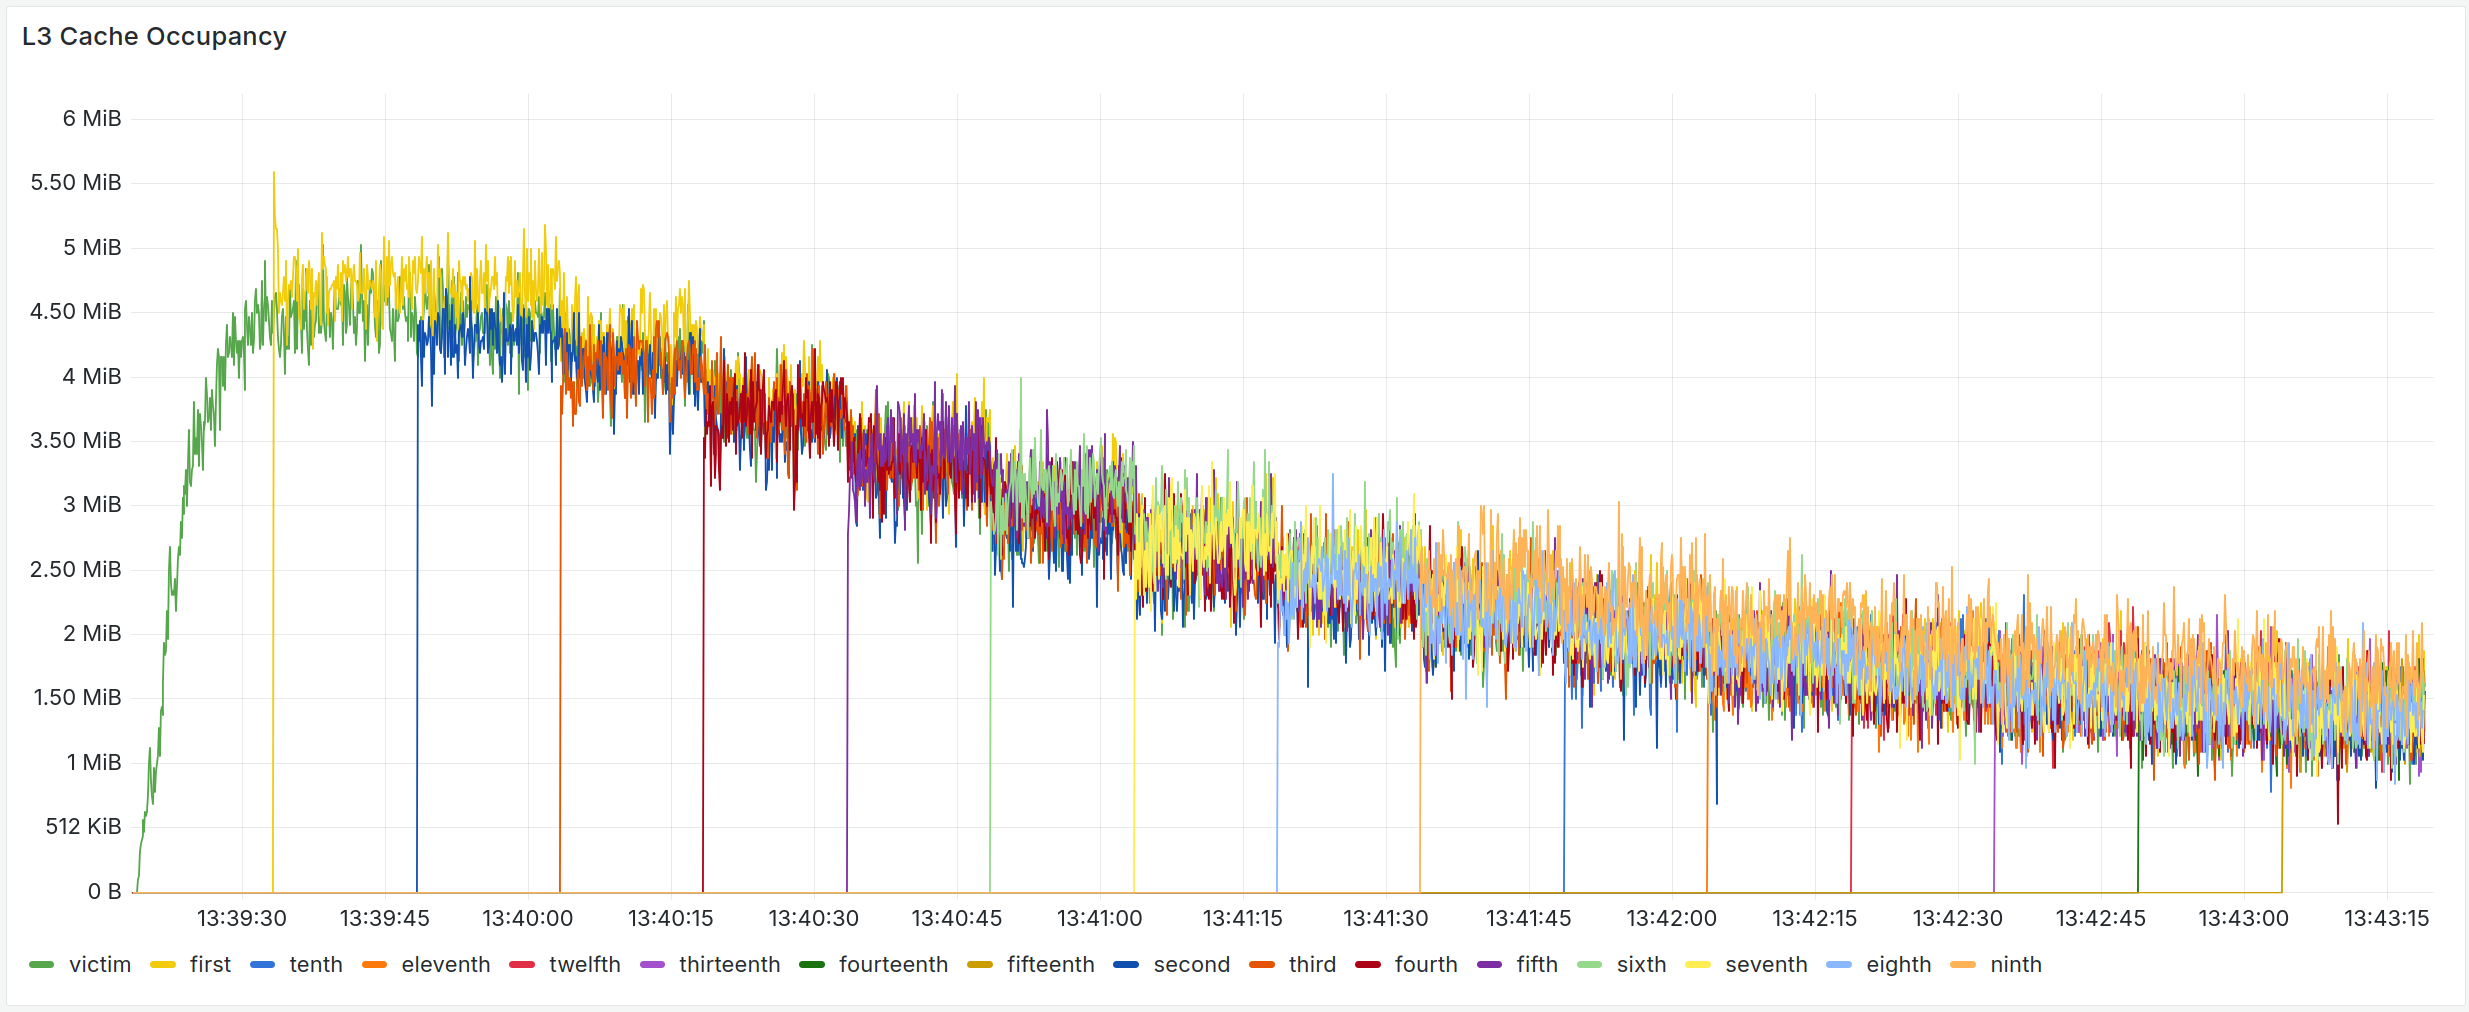 L3 Cache Occupancy
6 MiB
5.50 MiB
5 MiB
4.50 MiB
4 MiB
3.50 MiB
3 MiB
2.50 MiB
2 MiB
1.50 MiB
1 MiB
512 KiB
0 B
13:39:30 13:39:45 13:40:00 13:40:15 13:40:30 13:40:45 13:41:00 13:41:15 13:41:30 13:41:45 13:42:00 13:42:15 13:42:30 13:42:45 13:43:00 13:43:15
victim first tenth eleventh twelfth thirteenth fourteenth fifteenth second third fourth fifth sixth seventh eighth ninth